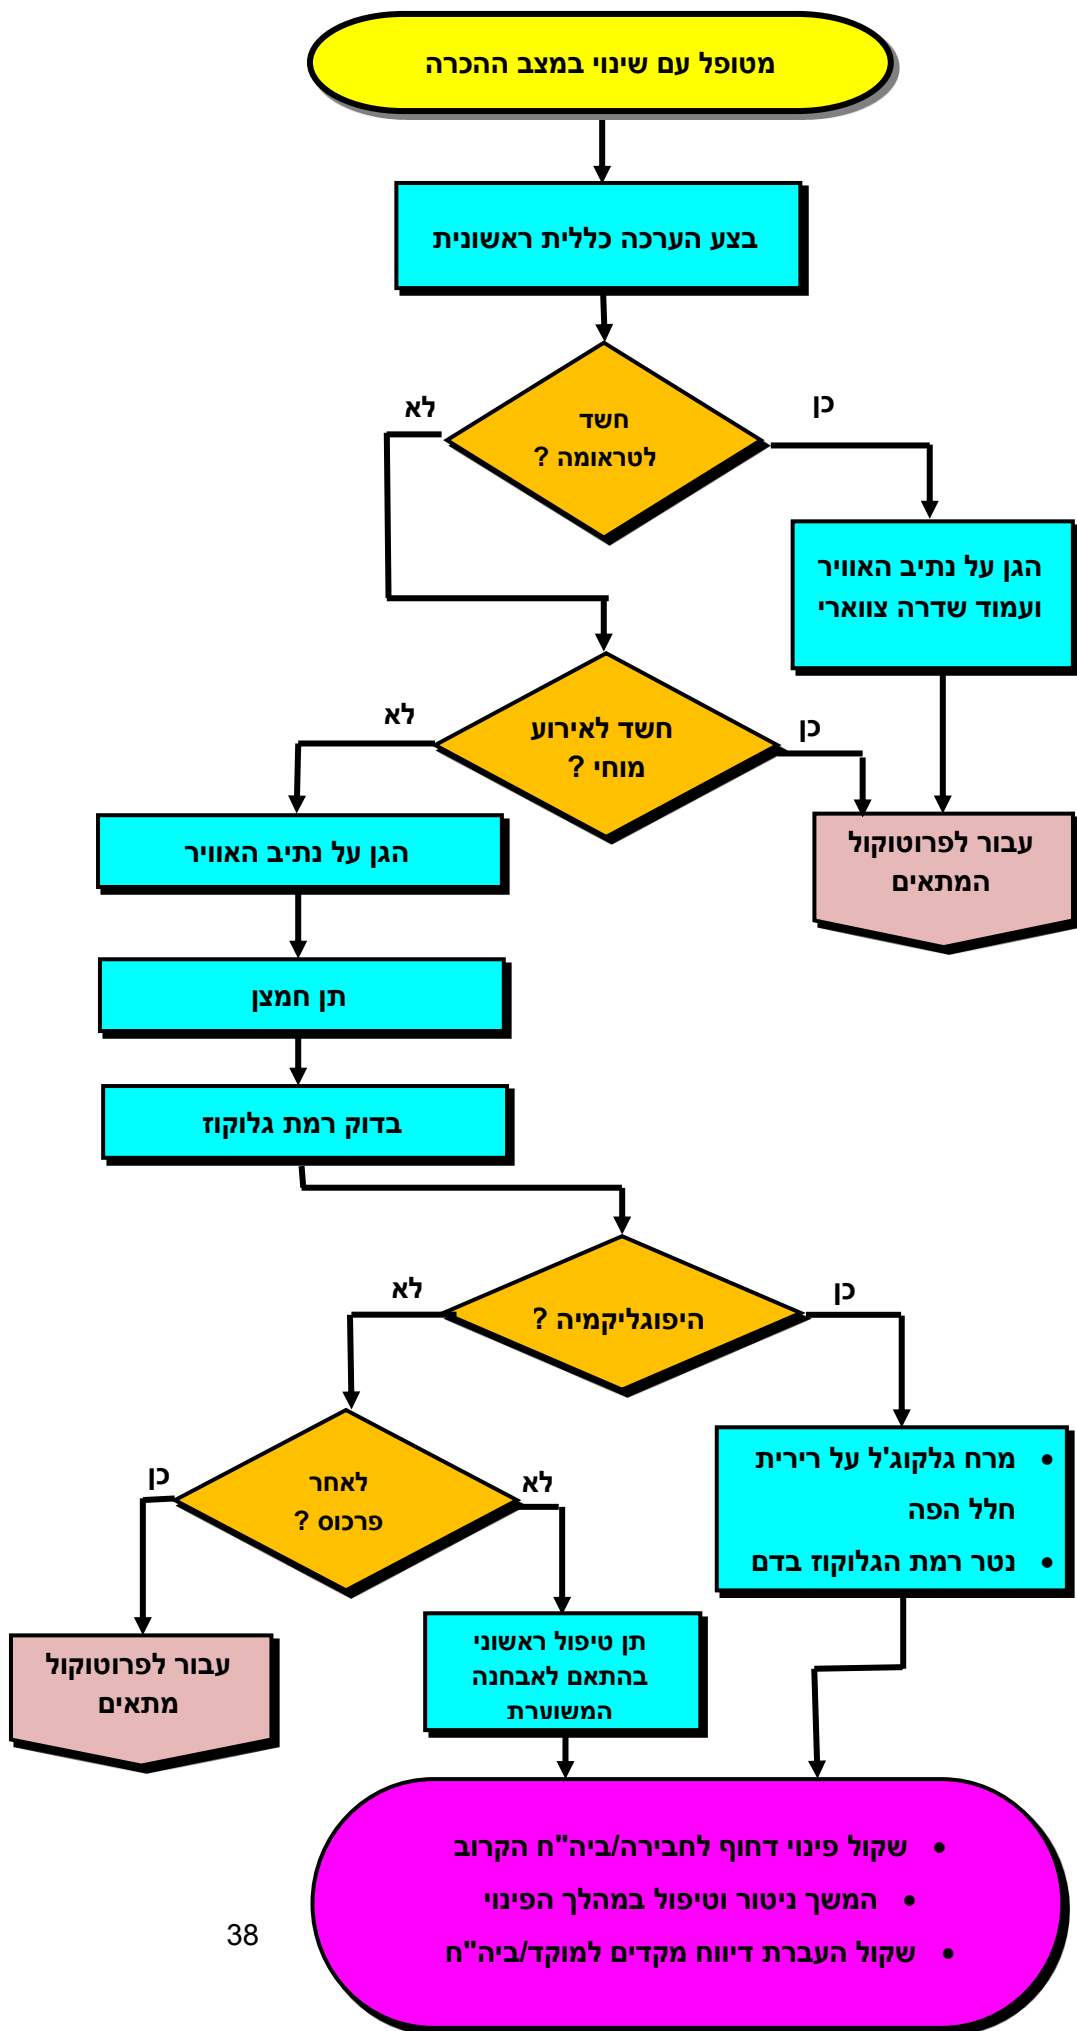 מטופל עם שינוי במצב ההכרה
בצע הערכה כללית ראשונית
חשד
לטראומה ?
כן
לא
הגן על נתיב האוויר
ועמוד שדרה צווארי
חשד לאירוע
מוחי ?
כן
לא
עבור לפרוטוקול
המתאים
הגן על נתיב האוויר
תן חמצן
בדוק רמת גלוקוז
היפוגליקמיה ?
כן
לא
• מרח גלקוג'ל על רירית
חלל הפה
• נטר רמת הגלוקוז בדם
לאחר
פרכוס ?
לא
כן
תן טיפול ראשוני
בהתאם לאבחנה
המשוערת
עבור לפרוטוקול
מתאים
• שקול פינוי דחוף לחבירה/ביה"ח הקרוב
• המשך ניטור וטיפול במהלך הפינוי
• שקול העברת דיווח מקדים למוקד/ביה"ח
38